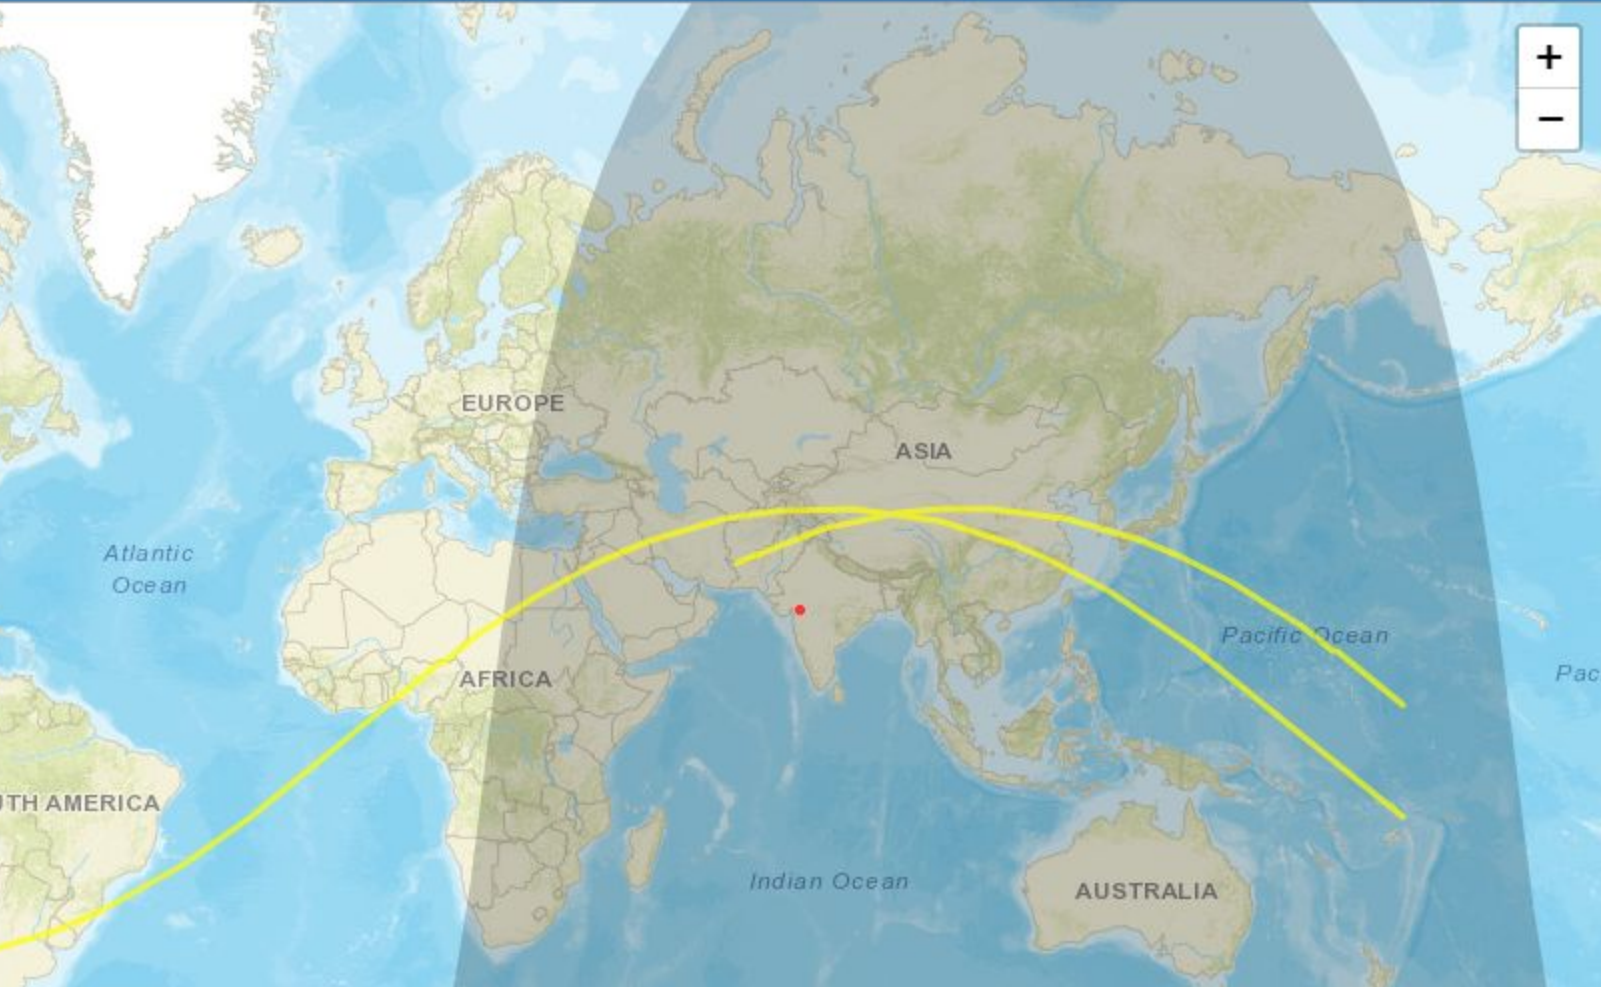 +
−
EUROPE
ASIA
Atlantic
Ocean
Pacific Ocean
Pac
AFRICA
UTH AMERICA
Indian Ocean
AUSTRALIA